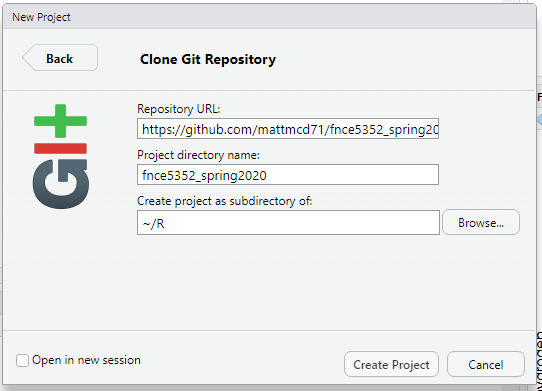 New Project
Back
Clone Git Repository
Repository URL:
https://github.com/mattmcd71/fnce5352_spring20
Project directory name:
fnce5352_spring2020
Create project as subdirectory of:
~/R
Browse...
git
Open in new session
Create Project
Cancel